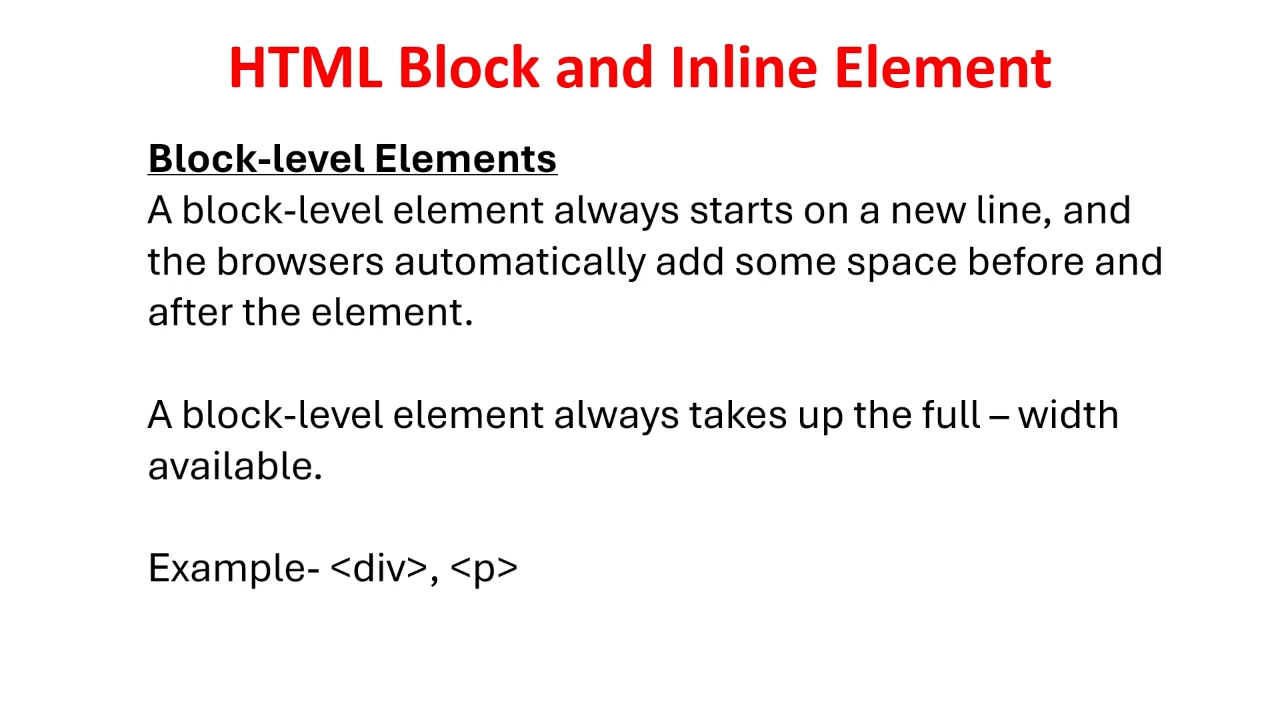 HTML Block and Inline Element
Block-level Elements
A block-level element always starts on a new line, and
the browsers automatically add some space before and
after the element.
A block-level element always takes up the full – width
available.
Example- <div>, <p>